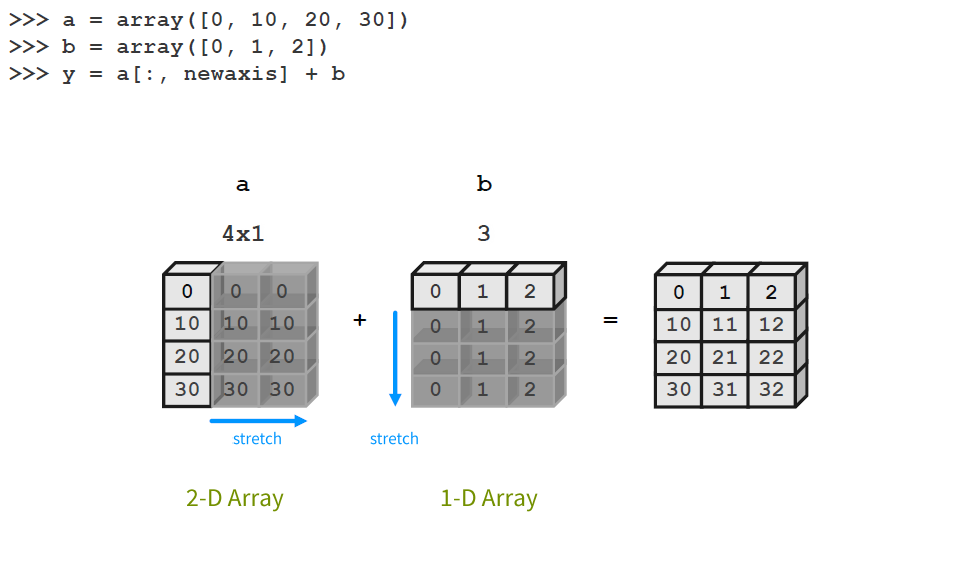 >>> a = array([0, 10, 20, 30])
>>> b = array([0, 1, 2])
>>> y = a[:, newaxis] + b
a b
4x1 3
0 0 0 0 1 2 0 1 2
10 10 10 + 0 1 2 = 10 11 12
20 20 20 0 1 2 20 21 22
30 30 30 0 1 2 30 31 32
stretch stretch
2-D Array 1-D Array